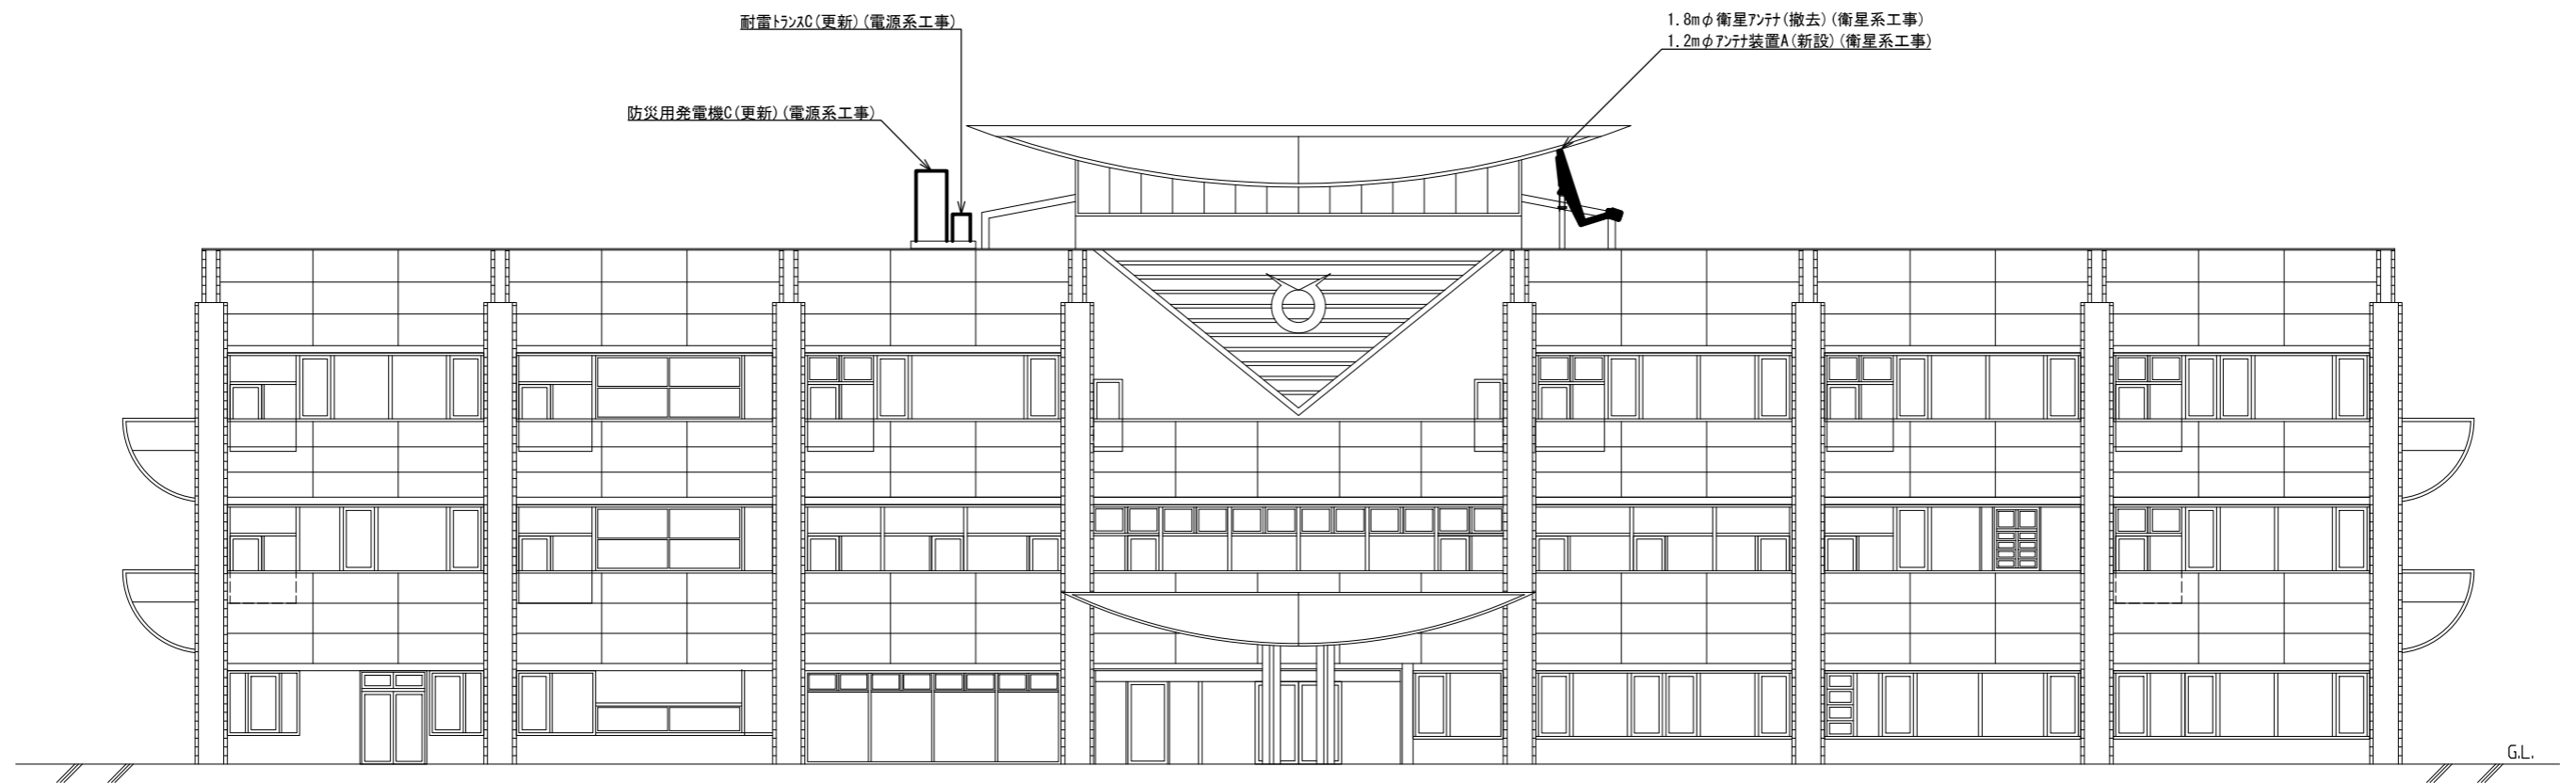 耐雷トランスC(更新)(電源系工事)
1.8mφ衛星アンテナ(撤去)(衛星系工事)
1.2mφアンテナ装置A(新設)(衛星系工事)
防災用発電機C(更新)(電源系工事)
G.L.